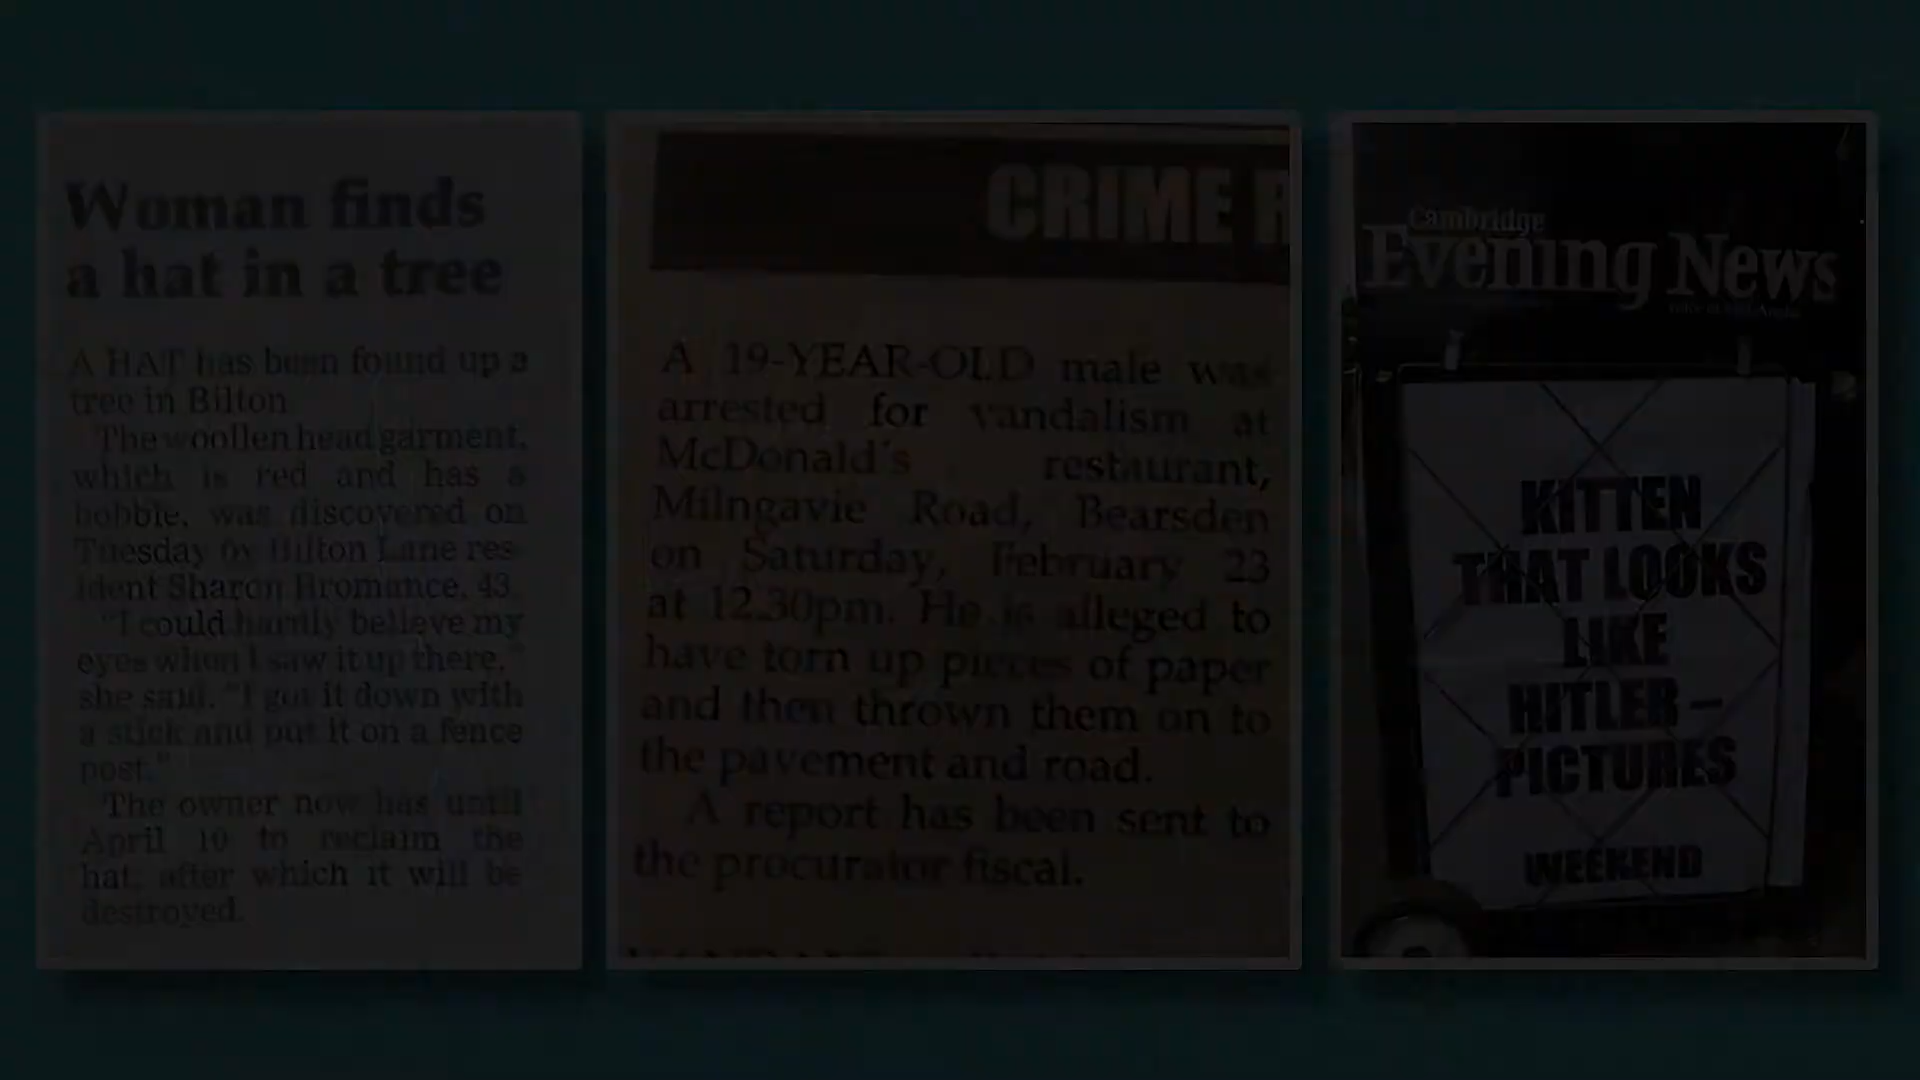 Woman finds
a hat in a tree
A HAT has been found up a
tree in Bilton
The woollen head garment,
which is red and has a
bobble, was discovered on
Tuesday by Bilton Lane res-
ident Sharon Bromance, 43.
"I could hardly believe my
eyes when I saw it up there,"
she said. "I got it down with
a stick and put it on a fence
post."
The owner now has until
April 10 to reclaim the
hat, after which it will be
destroyed.
CRIME R
A 19-YEAR-OLD male was
arrested for vandalism at
McDonald's restaurant,
Milngavie Road, Bearsden
on Saturday, February 23
at 12.30pm. He is alleged to
have torn up pieces of paper
and then thrown them on to
the pavement and road.
A report has been sent to
the procurator fiscal.
Cambridge
Evening News
KITTEN
THAT LOOKS
LIKE
HITLER –
PICTURES
WEEKEND